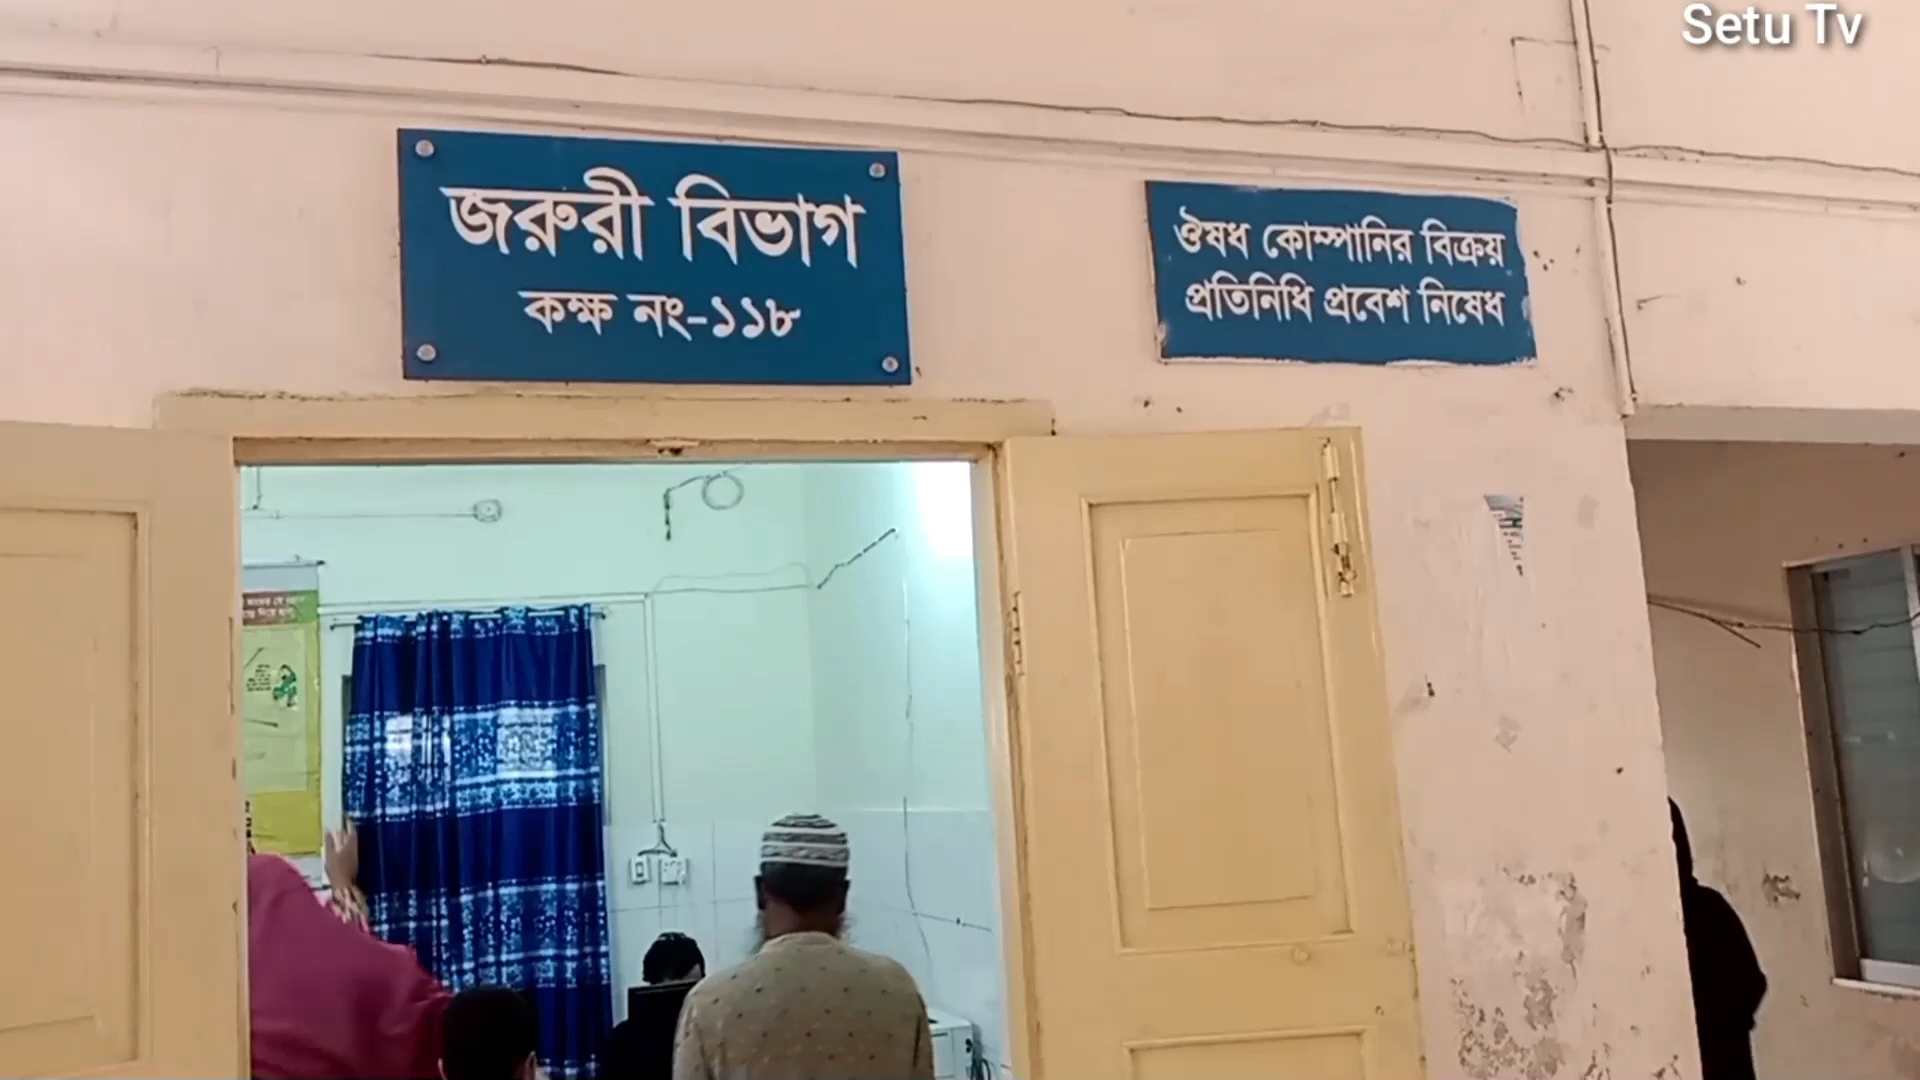 Setu Tv
জরুরী বিভাগ
কক্ষ নং-১১৮
ঔষধ কোম্পানির বিক্রয়
প্রতিনিধি প্রবেশ নিষেধ